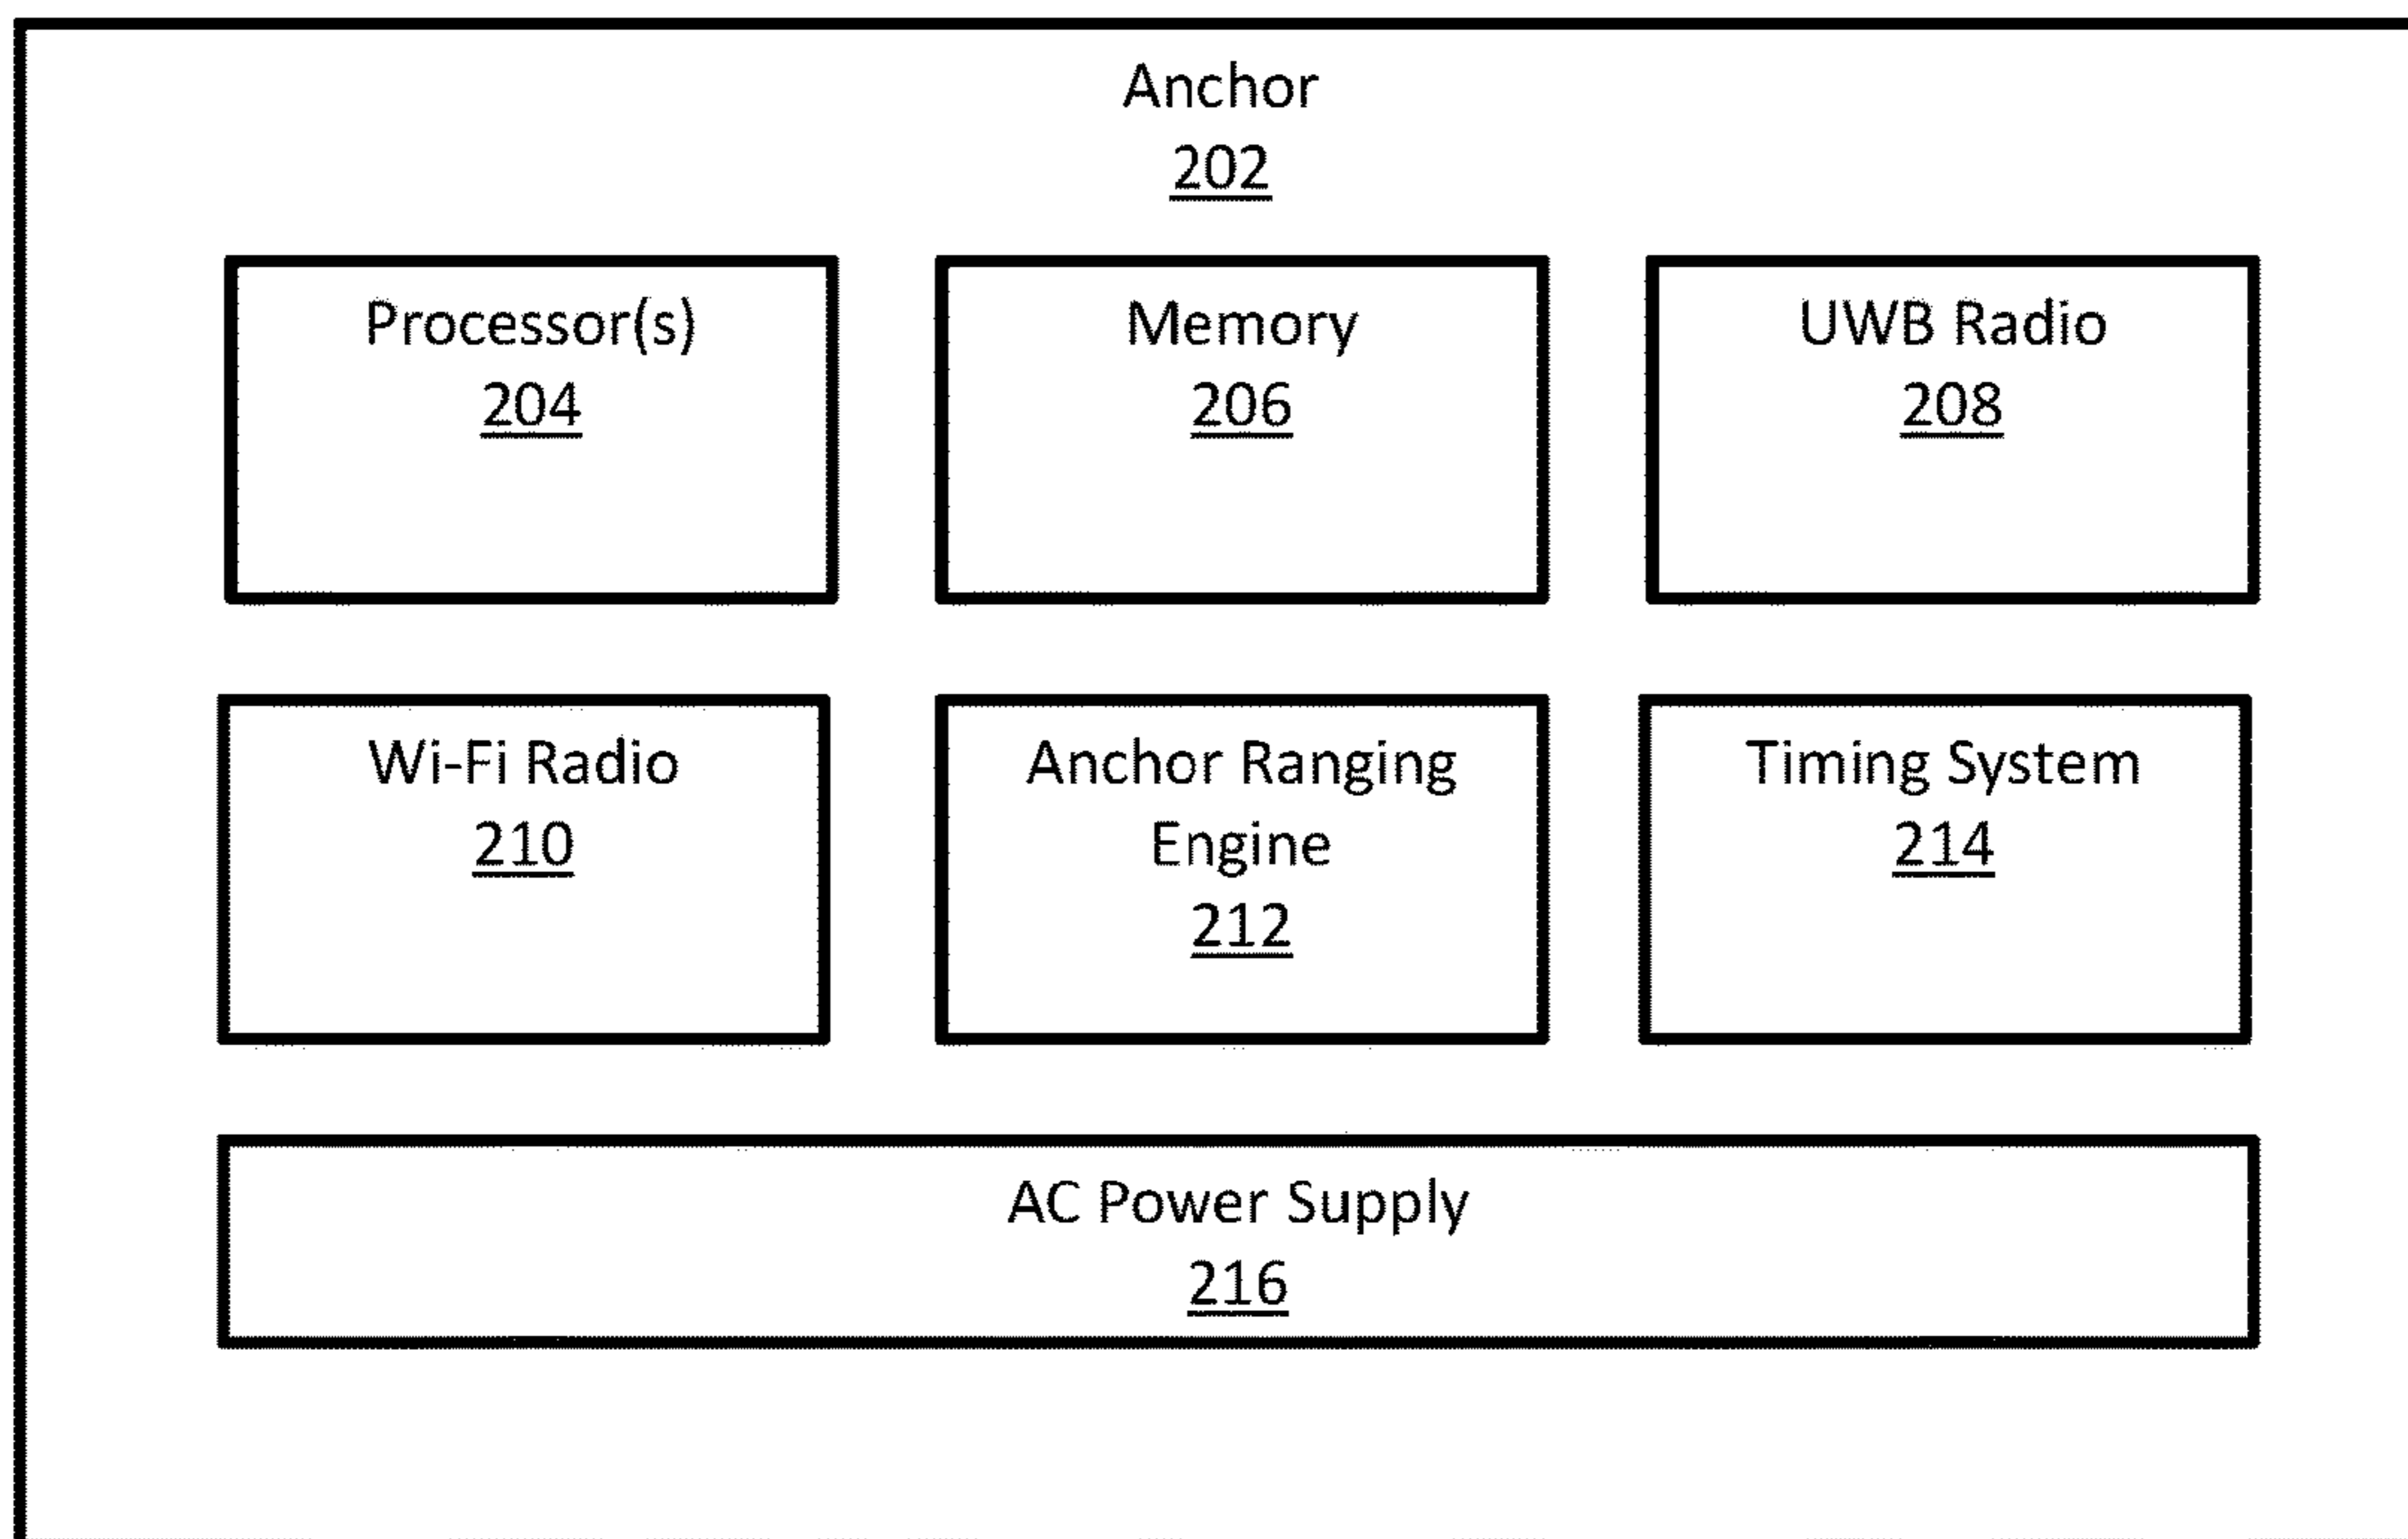 Anchor
202
Processor(s)
204
Memory
206
UWB Radio
208
Wi-Fi Radio
210
Anchor Ranging
Engine
212
Timing System
214
AC Power Supply
216